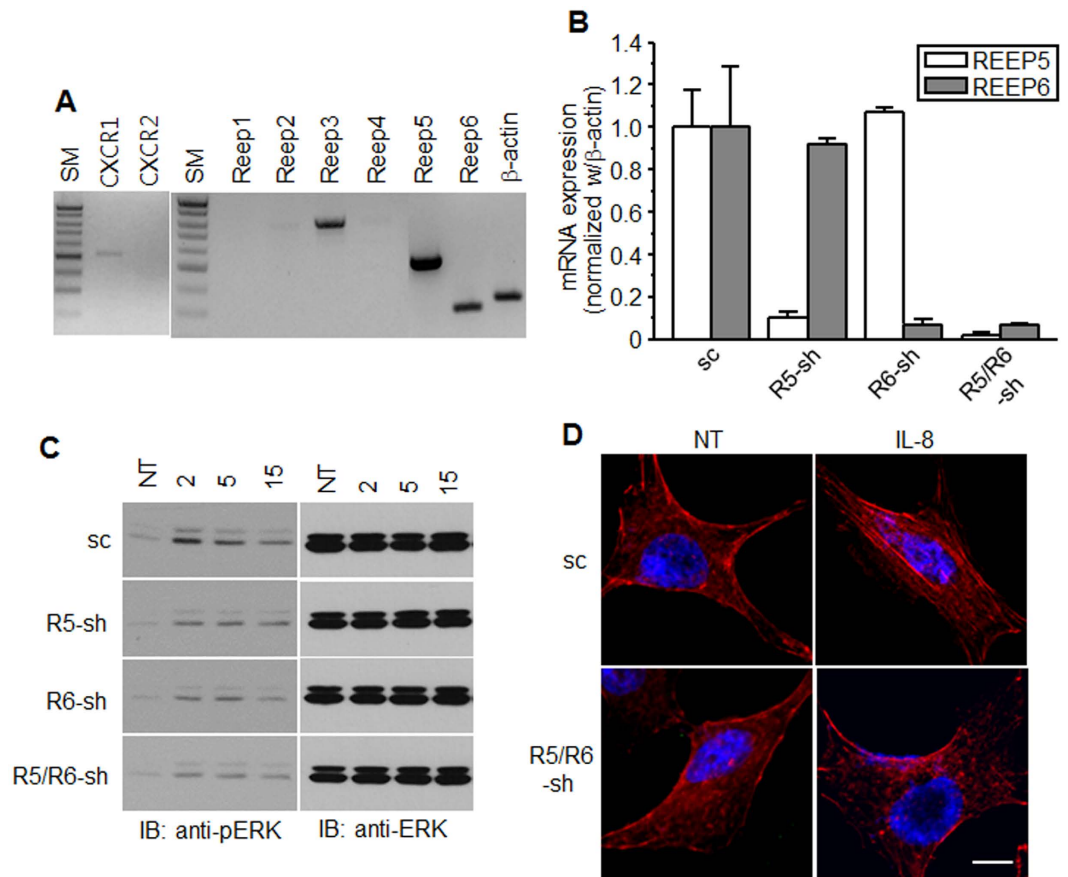 A
SM
CXCR1
CXCR2
SM
Reep1
Reep2
Reep3
Reep4
Reep5
Reep6
β-actin
B
mRNA expression
(normalized w/β-actin)
1.4
1.2
1.0
0.8
0.6
0.4
0.2
0
REEP5
REEP6
sc
R5-sh
R6-sh
R5/R6
-sh
C
NT 2 5 15 NT 2 5 15
sc
R5-sh
R6-sh
R5/R6-sh
IB: anti-pERK IB: anti-ERK
D
NT IL-8
sc
R5/R6
-sh